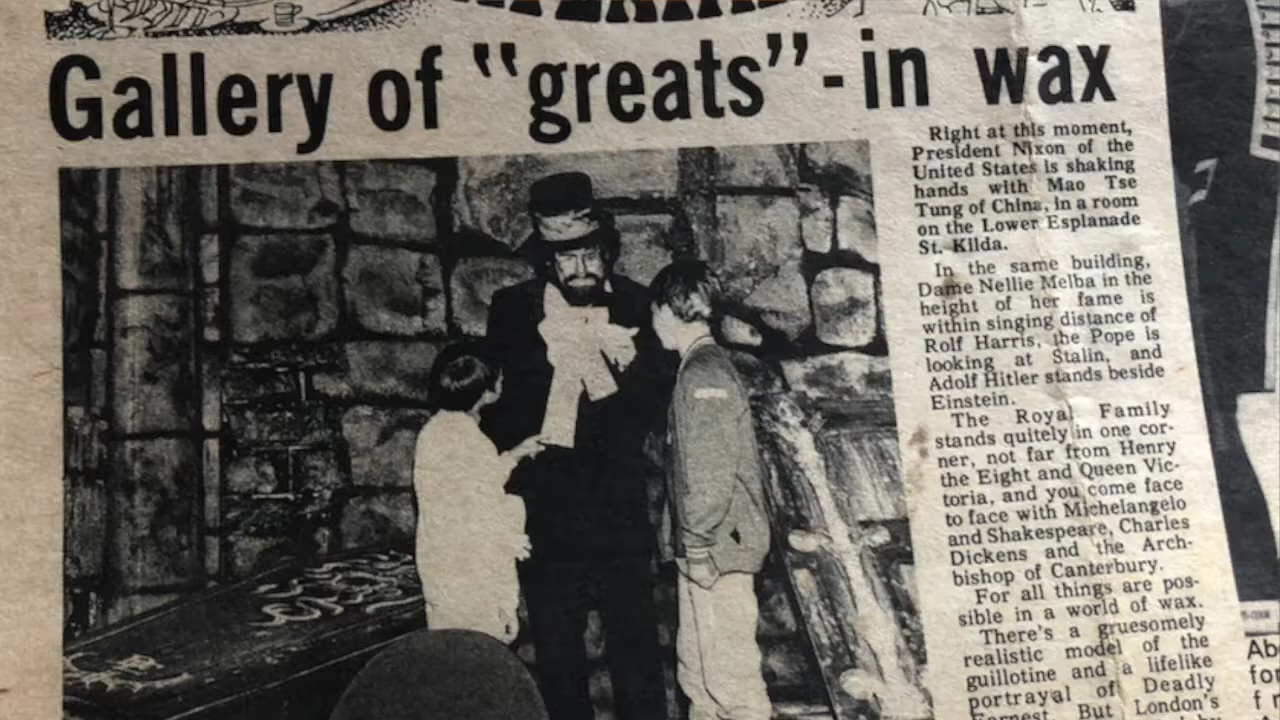 Gallery of "greats"-in wax
Right at this moment,
President Nixon of the
United States is shaking
hands with Mao Tse
Tung of China, in a room
on the Lower Esplanade
St. Kilda.
In the same building,
Dame Nellie Melba in the
height of her fame is
within singing distance of
Rolf Harris, the Pope is
looking at Stalin, and
Adolf Hitler stands beside
Einstein.
The Royal Family
stands quitely in one cor-
ner, not far from Henry
the Eight and Queen Vic-
toria, and you come face
to face with Michelangelo
and Shakespeare, Charles
Dickens and the Arch-
bishop of Canterbury.
For all things are pos-
sible in a world of wax.
There's a gruesomely
realistic model of the
guillotine and a lifelike
portrayal of Deadly
Earnest. But London's
Ab
for